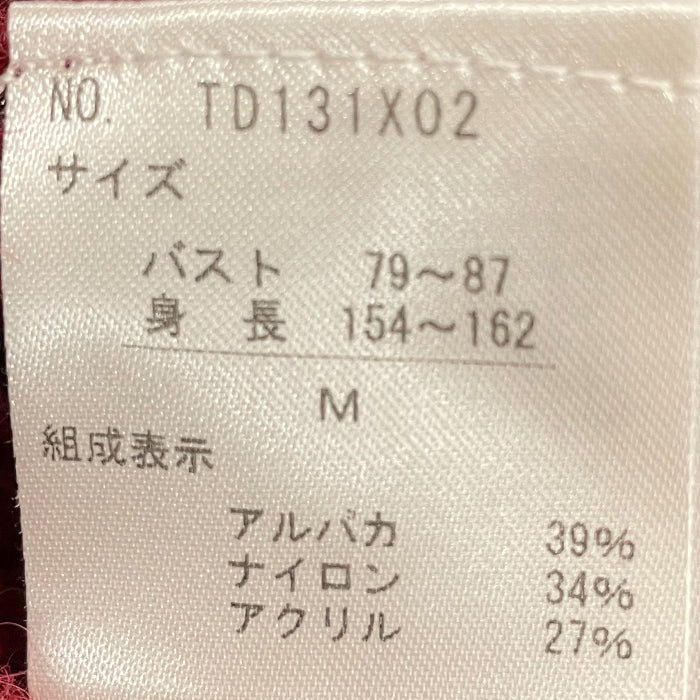 NO. TD131X02
サイズ
バスト 79〜87
身長 154〜162
M
組成表示
アルパカ 39%
ナイロン 34%
アクリル 27%